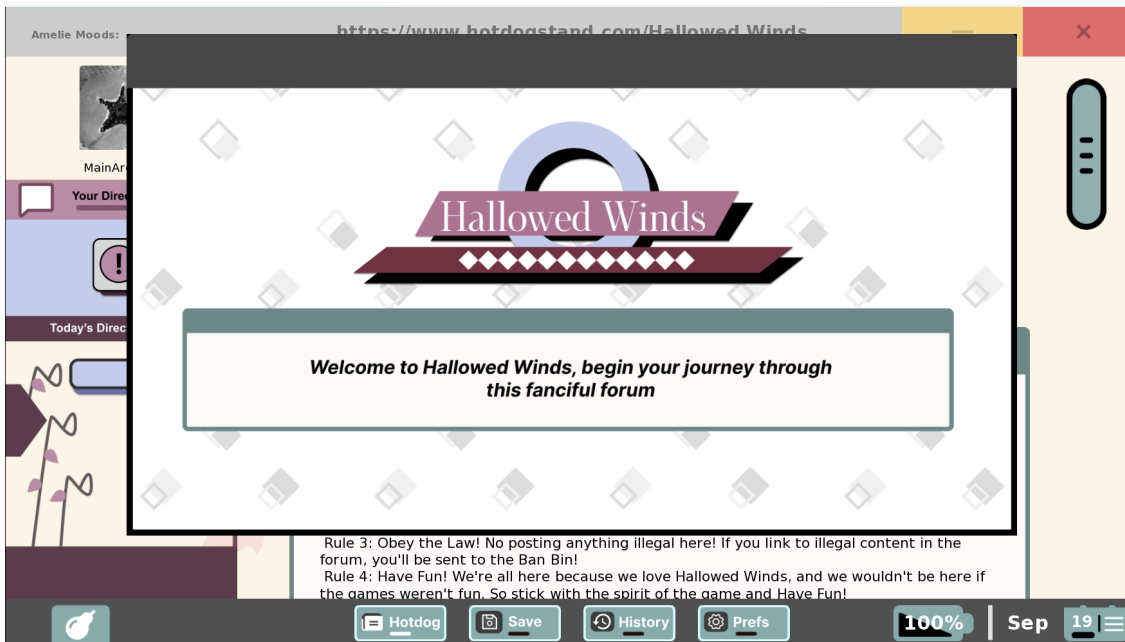 Amelie Moods:
https://www.hotdogstand.com/Hallowed Winds
MainAr
Your Direc
!
Today's Direc
Hallowed Winds
Welcome to Hallowed Winds, begin your journey through
this fanciful forum
Rule 3: Obey the Law! No posting anything illegal here! If you link to illegal content in the
forum, you'll be sent to the Ban Bin!
Rule 4: Have Fun! We're all here because we love Hallowed Winds, and we wouldn't be here if
the games weren't fun. So stick with the spirit of the game and Have Fun!
Hotdog
Save
History
Prefs
100%
Sep
19